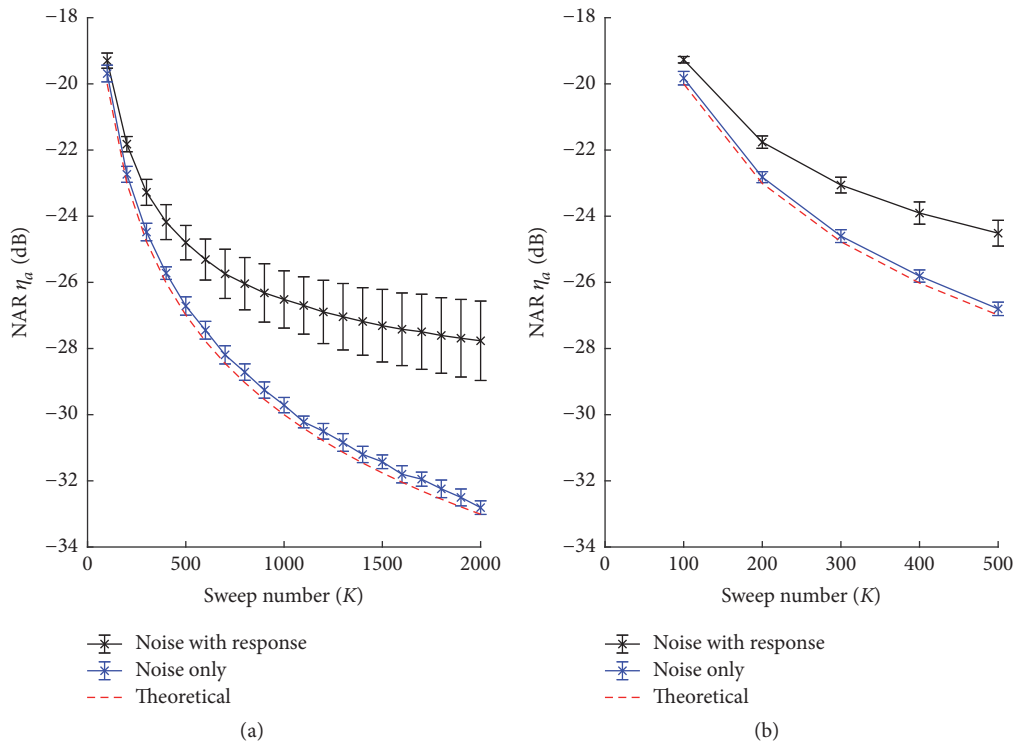 −18
−20
−22
−24
−26
−28
−30
−32
−34
NAR ηa (dB)
0
500
1000
1500
2000
Sweep number (K)
Noise with response
Noise only
Theoretical
(a)
−18
−20
−22
−24
−26
−28
−30
−32
−34
NAR ηa (dB)
0
100
200
300
400
500
Sweep number (K)
Noise with response
Noise only
Theoretical
(b)